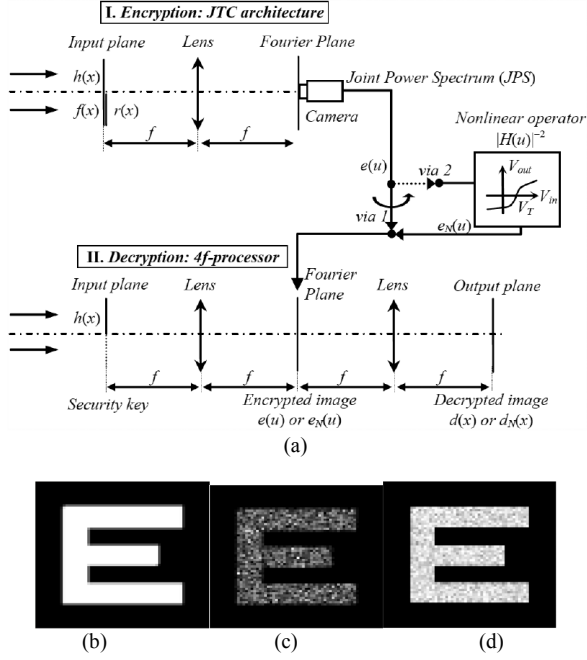 I. Encryption: JTC architecture
Input plane
Lens
Fourier Plane
h(x)
f(x) r(x)
Joint Power Spectrum (JPS)
Camera
f
f
Nonlinear operator
|H(u)|⁻²
V_out
V_in
V_T
e(u)
via 2
via 1
e_N(u)
II. Decryption: 4f-processor
Input plane
Lens
Fourier
Plane
Lens
Output plane
h(x)
f
f
f
f
Security key
Encrypted image
e(u) or e_N(u)
Decrypted image
d(x) or d_N(x)
(a)
E
E
E
(b)
(c)
(d)